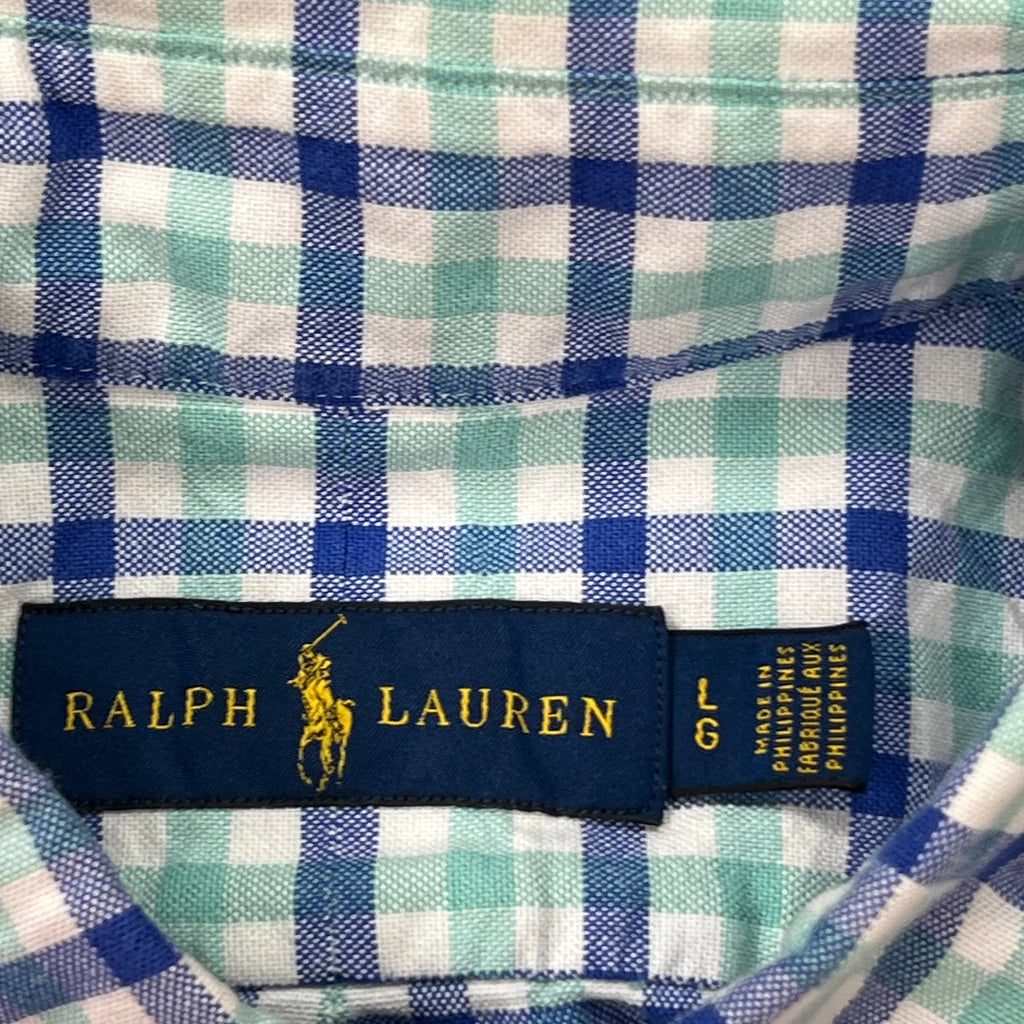 RALPH LAUREN
L
G
MADE IN
PHILIPPINES
FABRIQUÉ AUX
PHILIPPINES